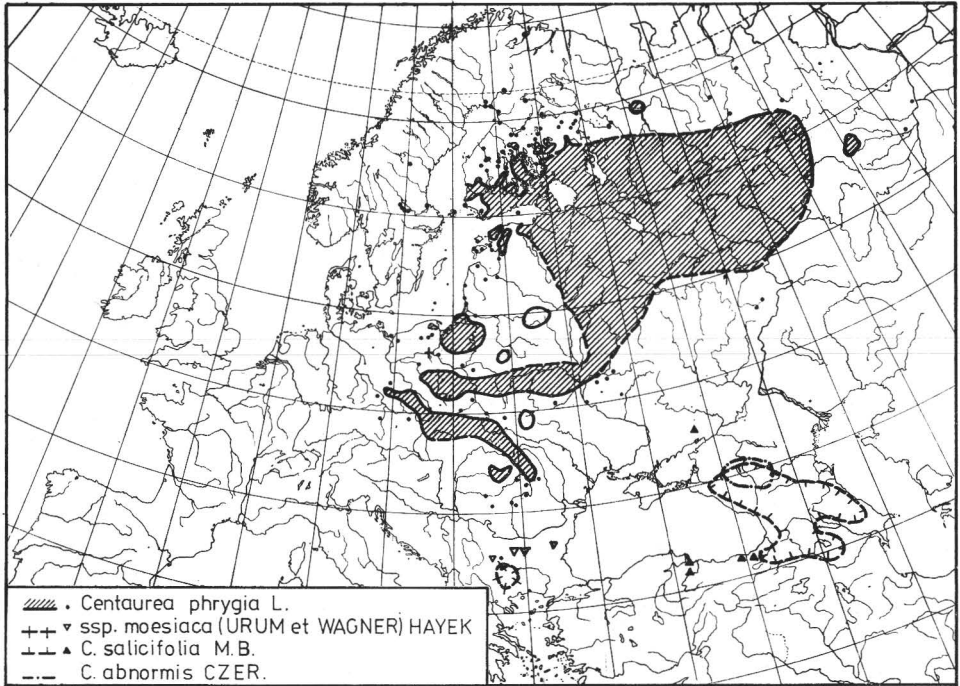 Centaurea phrygia L.
ssp. moesiaca (URUM et WAGNER) HAYEK
C. salicifolia M.B.
C. abnormis CZER.